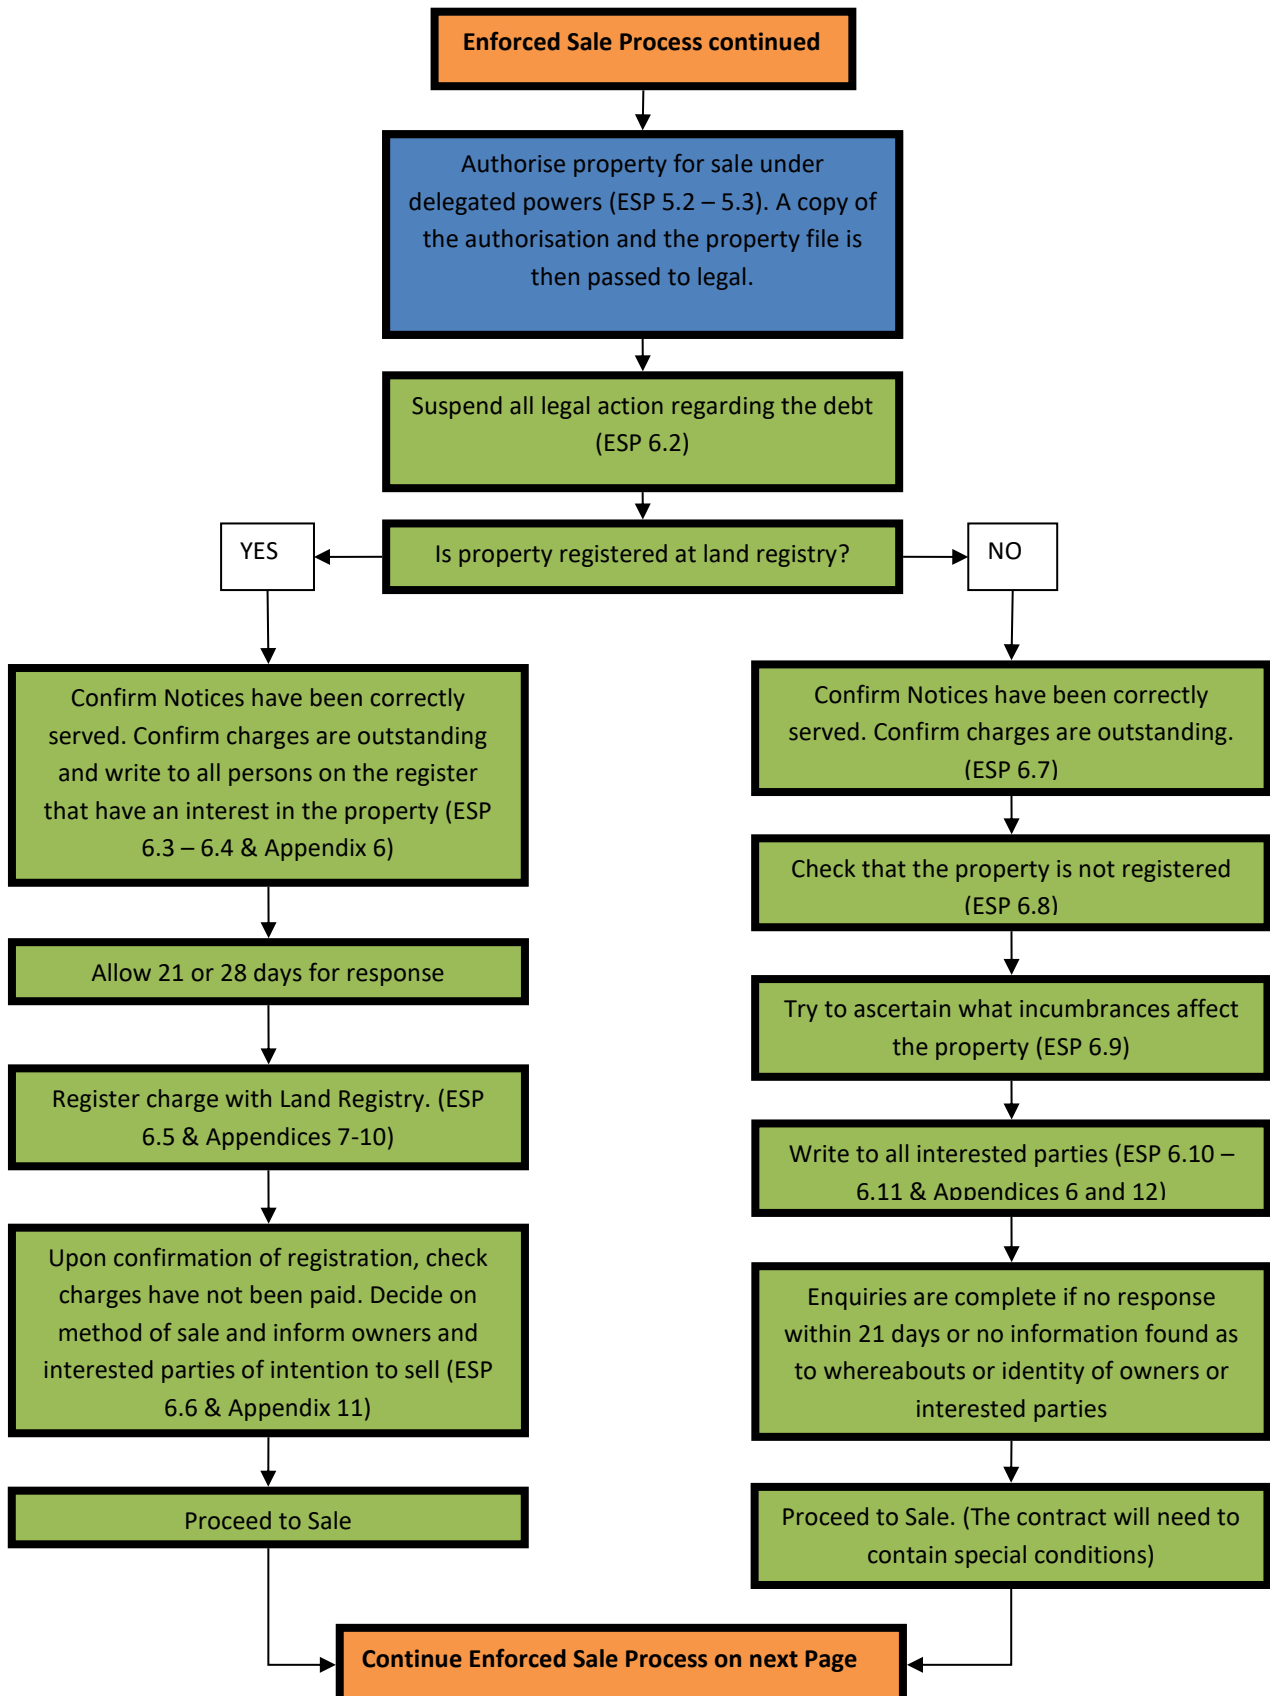 Enforced Sale Process continued
Authorise property for sale under
delegated powers (ESP 5.2 – 5.3). A copy of
the authorisation and the property file is
then passed to legal.
Suspend all legal action regarding the debt
(ESP 6.2)
YES
Is property registered at land registry?
NO
Confirm Notices have been correctly
served. Confirm charges are outstanding
and write to all persons on the register
that have an interest in the property (ESP
6.3 – 6.4 & Appendix 6)
Allow 21 or 28 days for response
Register charge with Land Registry. (ESP
6.5 & Appendices 7-10)
Upon confirmation of registration, check
charges have not been paid. Decide on
method of sale and inform owners and
interested parties of intention to sell (ESP
6.6 & Appendix 11)
Proceed to Sale
Confirm Notices have been correctly
served. Confirm charges are outstanding.
(ESP 6.7)
Check that the property is not registered
(ESP 6.8)
Try to ascertain what incumbrances affect
the property (ESP 6.9)
Write to all interested parties (ESP 6.10 –
6.11 & Appendices 6 and 12)
Enquiries are complete if no response
within 21 days or no information found as
to whereabouts or identity of owners or
interested parties
Proceed to Sale. (The contract will need to
contain special conditions)
Continue Enforced Sale Process on next Page